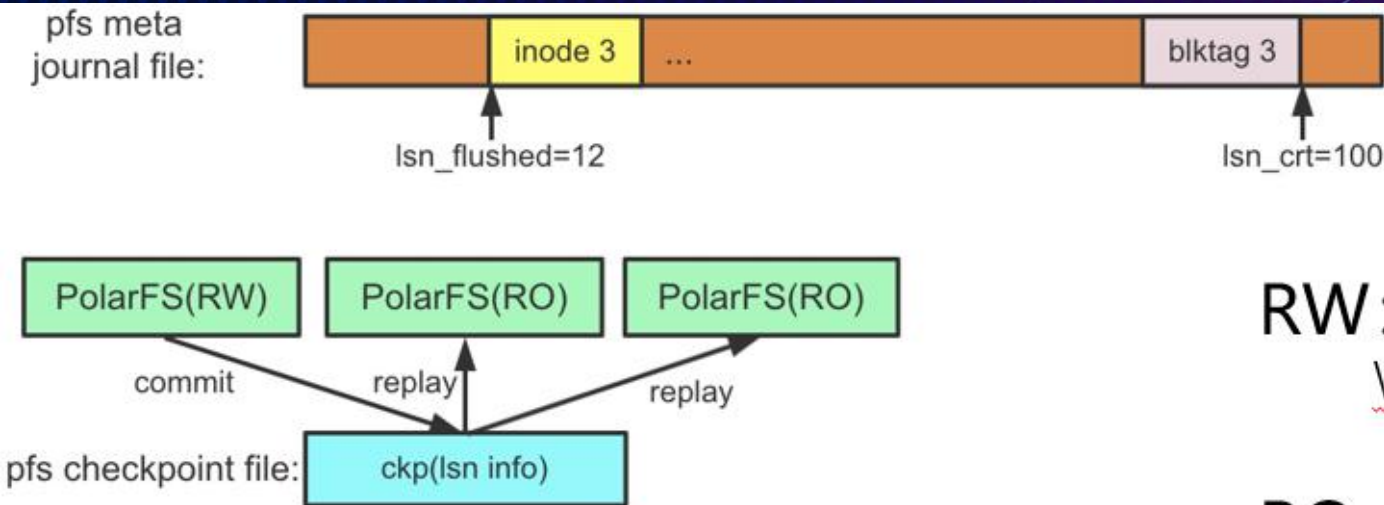 pfs meta
journal file:
inode 3
...
blktag 3
lsn_flushed=12
lsn_crt=100
PolarFS(RW)
PolarFS(RO)
PolarFS(RO)
RW:
commit
replay
replay
pfs checkpoint file:
ckp(lsn info)